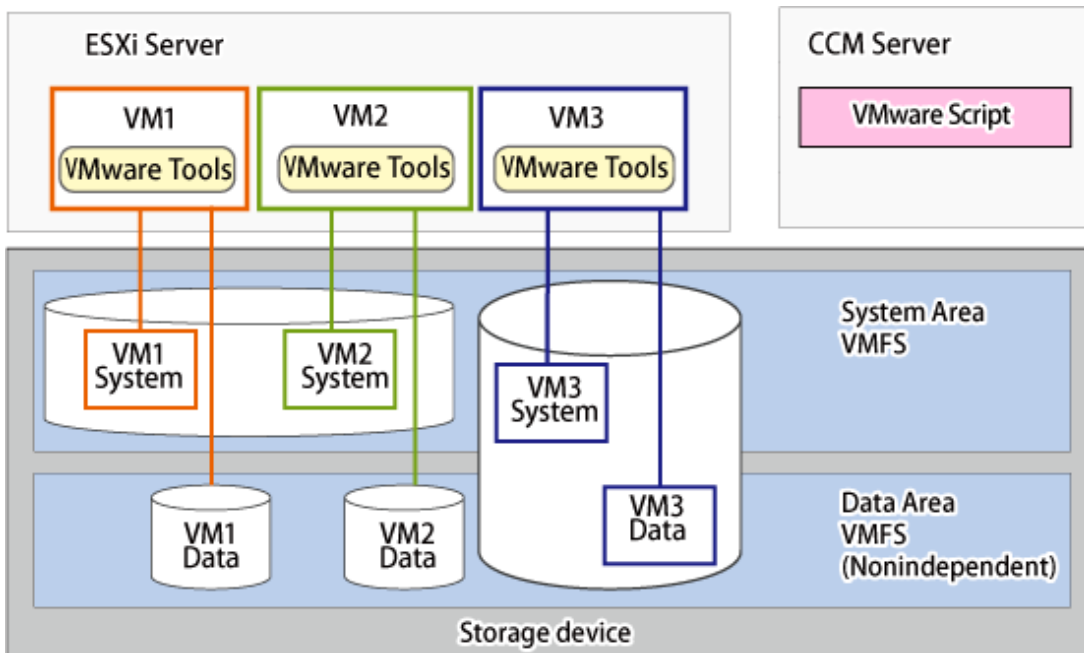 ESXi Server
VM1
VMware Tools
VM2
VMware Tools
VM3
VMware Tools
CCM Server
VMware Script
VM1
System
VM2
System
VM3
System
System Area
VMFS
VM1
Data
VM2
Data
VM3
Data
Data Area
VMFS
(Nonindependent)
Storage device